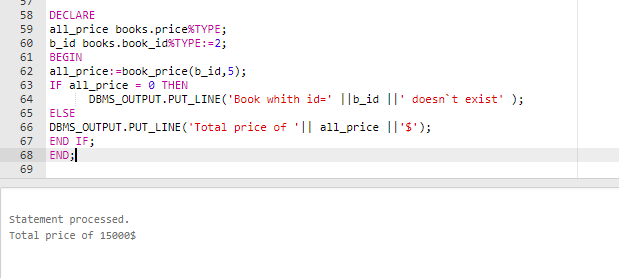 57
58 DECLARE
59 all_price books.price%TYPE;
60 b_id books.book_id%TYPE:=2;
61 BEGIN
62 all_price:=book_price(b_id,5);
63 IF all_price = 0 THEN
64 DBMS_OUTPUT.PUT_LINE('Book whith id=' ||b_id ||' doesn`t exist' );
65 ELSE
66 DBMS_OUTPUT.PUT_LINE('Total price of '|| all_price ||'$');
67 END IF;
68 END;
69
Statement processed.
Total price of 15000$